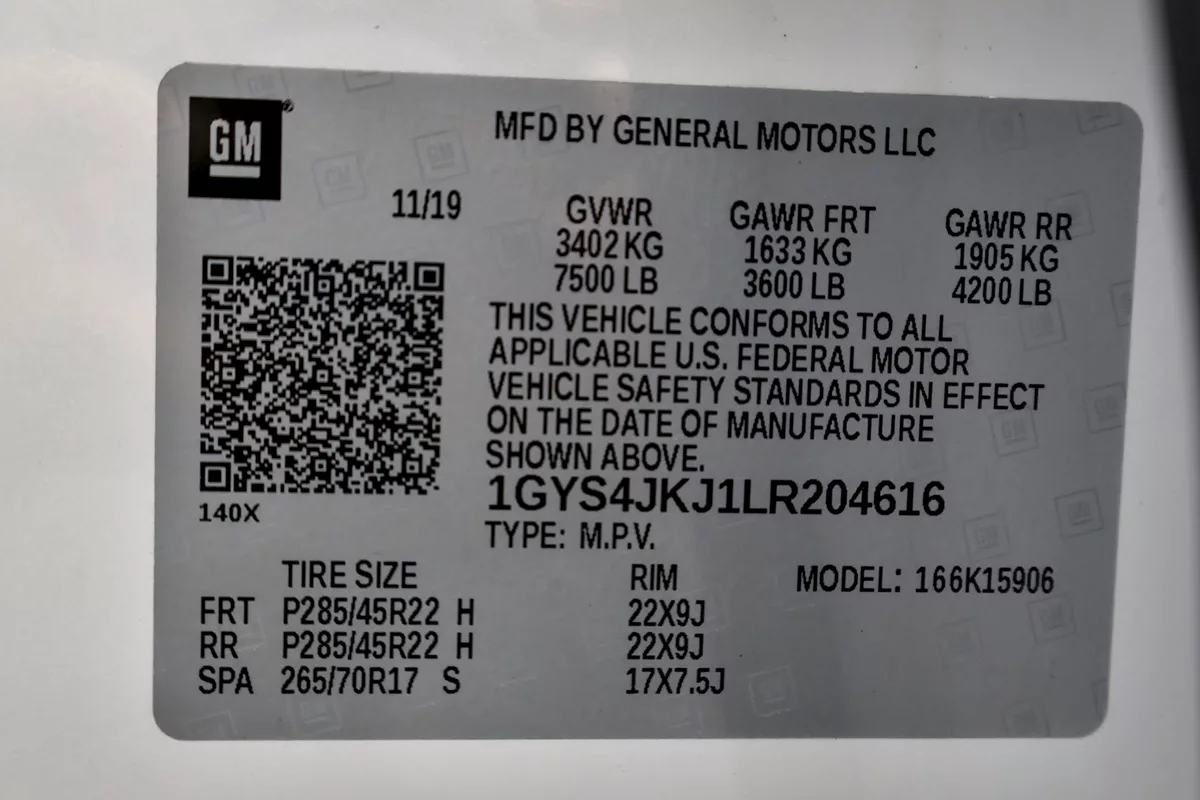 GM®
MFD BY GENERAL MOTORS LLC
11/19
GVWR GAWR FRT GAWR RR
3402 KG 1633 KG 1905 KG
7500 LB 3600 LB 4200 LB
THIS VEHICLE CONFORMS TO ALL
APPLICABLE U.S. FEDERAL MOTOR
VEHICLE SAFETY STANDARDS IN EFFECT
ON THE DATE OF MANUFACTURE
SHOWN ABOVE.
1GYS4JKJ1LR204616
140X
TYPE: M.P.V.
TIRE SIZE RIM MODEL: 166K15906
FRT P285/45R22 H 22X9J
RR P285/45R22 H 22X9J
SPA 265/70R17 S 17X7.5J